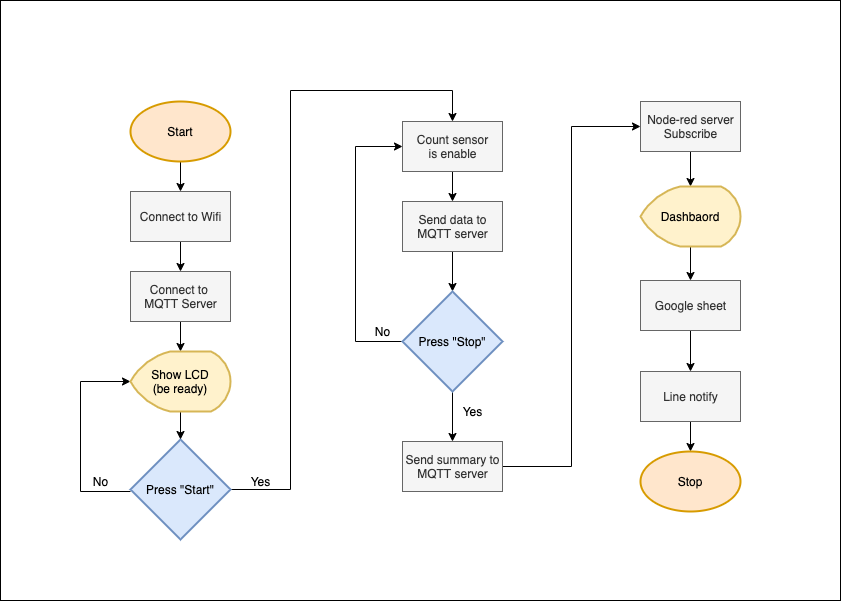 Start
Connect to Wifi
Connect to
MQTT Server
Show LCD
(be ready)
No
Press "Start"
Yes
Count sensor
is enable
Send data to
MQTT server
No
Press "Stop"
Yes
Send summary to
MQTT server
Node-red server
Subscribe
Dashbaord
Google sheet
Line notify
Stop